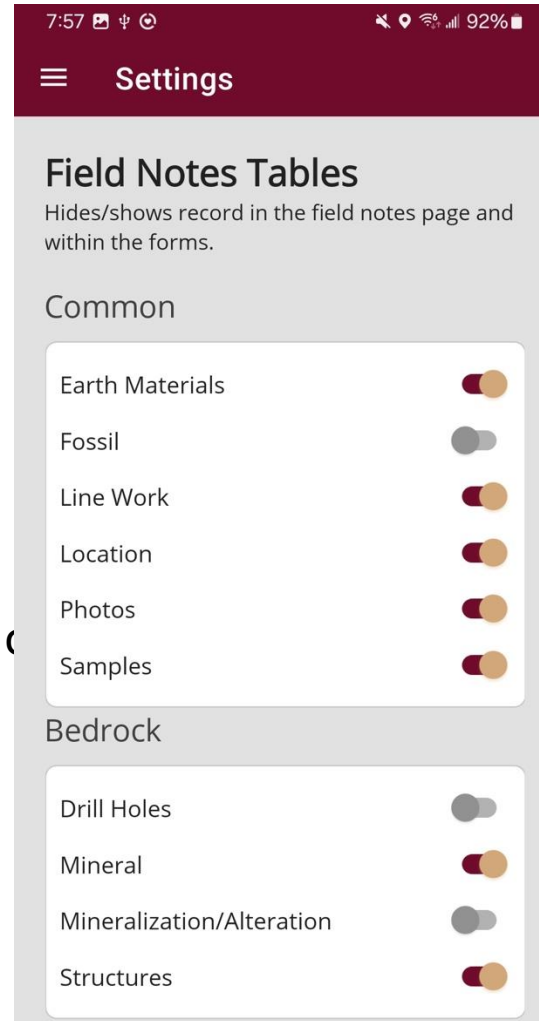 7:57 92%
Settings
Field Notes Tables
Hides/shows record in the field notes page and
within the forms.
Common
Earth Materials
Fossil
Line Work
Location
Photos
Samples
Bedrock
Drill Holes
Mineral
Mineralization/Alteration
Structures